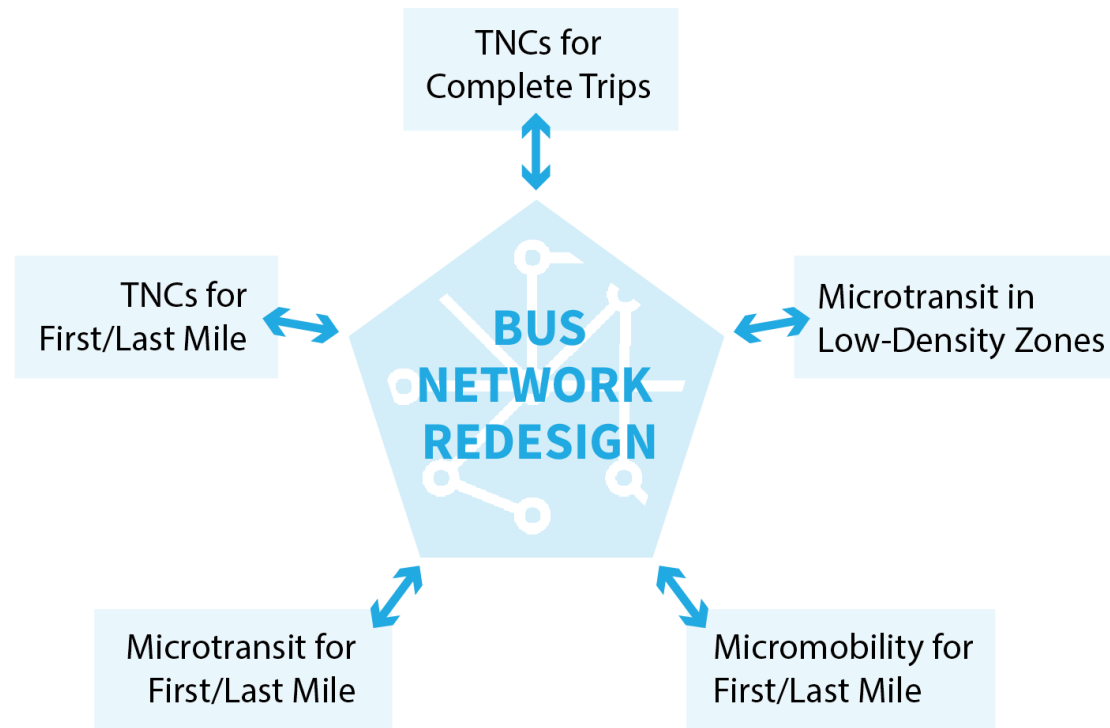 TNCs for
Complete Trips
TNCs for
First/Last Mile
Microtransit in
Low-Density Zones
BUS
NETWORK
REDESIGN
Microtransit for
First/Last Mile
Micromobility for
First/Last Mile